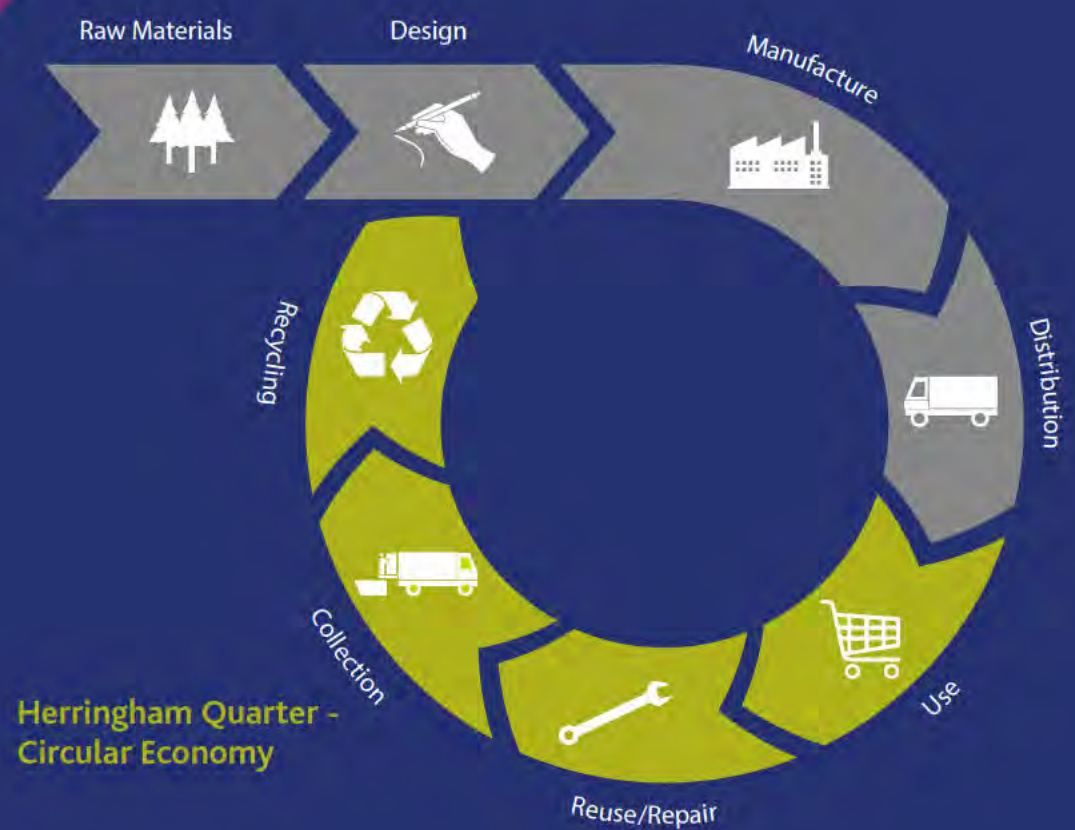 Raw Materials
Design
Manufacture
Distribution
Use
Reuse/Repair
Collection
Recycling
Herringham Quarter -
Circular Economy